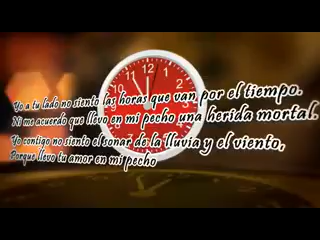 Yo a tu lado no siento las horas que van por el tiempo.
Ni me acuerdo que llevo en mi pecho una herida mortal.
Yo contigo no siento el sonar de la lluvia y el viento,
Porque llevo tu amor en mi pecho